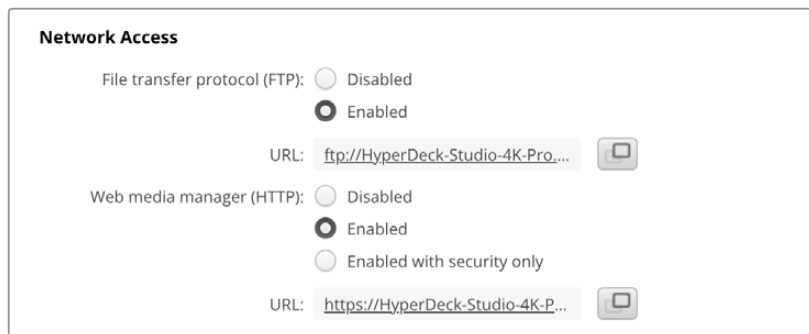 Network Access
File transfer protocol (FTP): Disabled
Enabled
URL: ftp://HyperDeck-Studio-4K-Pro....
Web media manager (HTTP): Disabled
Enabled
Enabled with security only
URL: https://HyperDeck-Studio-4K-P...